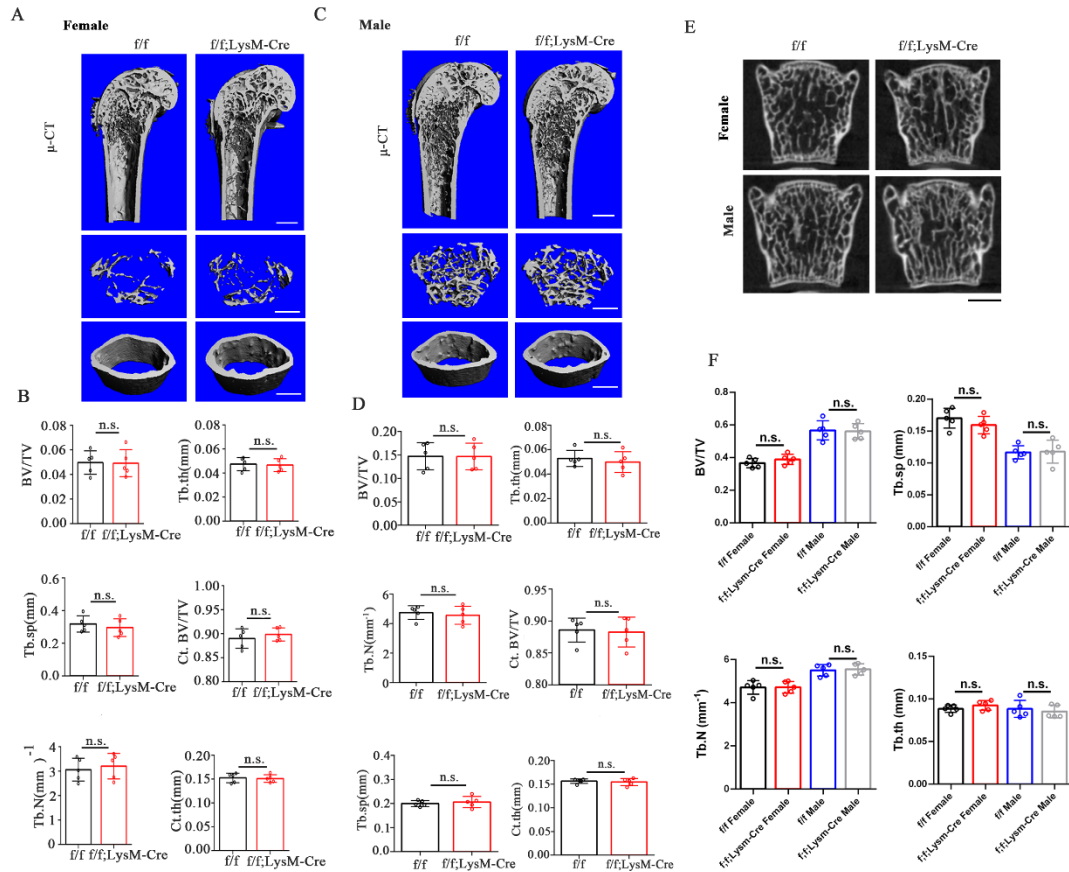 A
Female
f/f
f/f;LysM-Cre
μ-CT
B
n.s.
BV/TV
0.08
0.06
0.04
0.02
0.00
f/f f/f;LysM-Cre
n.s.
Tb.th(mm)
0.08
0.06
0.04
0.02
0.00
f/f f/f;LysM-Cre
n.s.
Tb.sp(mm)
0.6
0.4
0.2
0.0
f/f f/f;LysM-Cre
n.s.
Ct. BV/TV
0.95
0.90
0.85
0.80
f/f f/f;LysM-Cre
n.s.
Tb.N(mm -1)
5
4
3
2
1
0
f/f f/f;LysM-Cre
n.s.
Ct.th(mm)
0.20
0.15
0.10
0.05
0.00
f/f f/f;LysM-Cre
C
Male
f/f
f/f;LysM-Cre
μ-CT
D
n.s.
BV/TV
0.20
0.15
0.10
0.05
0.00
f/f f/f;LysM-Cre
n.s.
Tb.th(mm)
0.08
0.06
0.04
0.02
0.00
f/f f/f;LysM-Cre
n.s.
Tb.N(mm-1)
6
4
2
0
f/f f/f;LysM-Cre
n.s.
Ct. BV/TV
0.95
0.90
0.85
0.80
f/f f/f;LysM-Cre
n.s.
Tb.sp(mm)
0.4
0.3
0.2
0.1
0.0
f/f f/f;LysM-Cre
n.s.
Ct.th(mm)
0.20
0.15
0.10
0.05
0.00
f/f f/f;LysM-Cre
E
f/f
f/f;LysM-Cre
Female
Male
F
n.s.
n.s.
BV/TV
0.8
0.6
0.4
0.2
0.0
f/f Female
f;f;LysM-Cre Female
f/f Male
f;f;LysM-Cre Male
n.s.
n.s.
Tb.sp (mm)
0.20
0.15
0.10
0.05
0.00
f/f Female
f;f;LysM-Cre Female
f/f Male
f;f;LysM-Cre Male
n.s.
n.s.
Tb.N (mm-1)
6
4
2
0
f/f Female
f;f;LysM-Cre Female
f/f Male
f;f;LysM-Cre Male
n.s.
n.s.
Tb.th (mm)
0.15
0.10
0.05
0.00
f/f Female
f;f;LysM-Cre Female
f/f Male
f;f;LysM-Cre Male